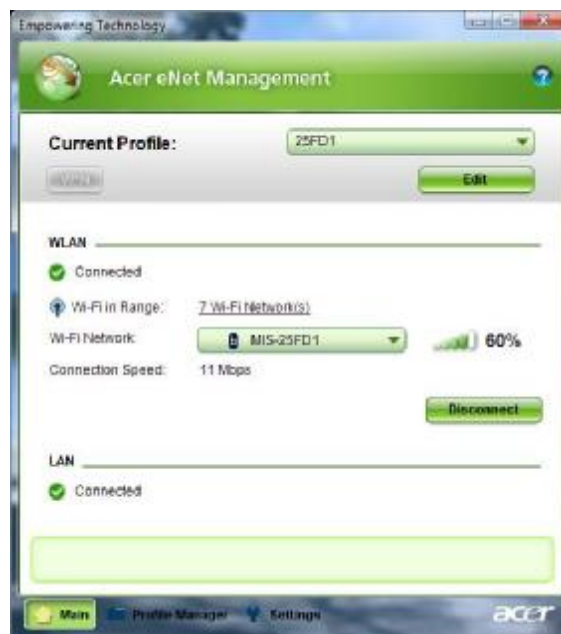 Empowering Technology
Acer eNet Management
?
Current Profile: 25FD1
Edit
WLAN
Connected
Wi-Fi in Range: 7 Wi-Fi Network(s)
Wi-Fi Network: MIS-25FD1 60%
Connection Speed: 11 Mbps
Disconnect
LAN
Connected
Main Profile Manager Settings acer